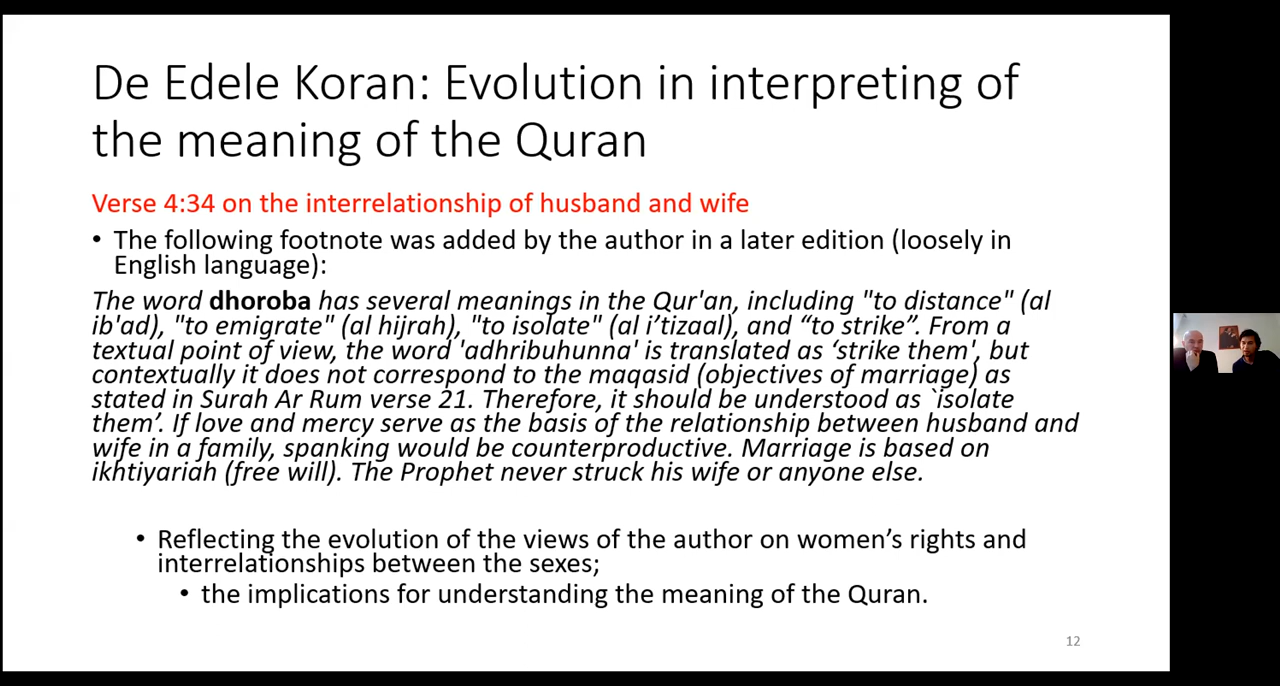 De Edele Koran: Evolution in interpreting of
the meaning of the Quran
Verse 4:34 on the interrelationship of husband and wife
• The following footnote was added by the author in a later edition (loosely in
English language):
The word dhoroba has several meanings in the Qur'an, including "to distance" (al
ib'ad), "to emigrate" (al hijrah), "to isolate" (al i’tizaal), and “to strike”. From a
textual point of view, the word 'adhribuhunna' is translated as ‘strike them', but
contextually it does not correspond to the maqasid (objectives of marriage) as
stated in Surah Ar Rum verse 21. Therefore, it should be understood as `isolate
them’. If love and mercy serve as the basis of the relationship between husband and
wife in a family, spanking would be counterproductive. Marriage is based on
ikhtiyariah (free will). The Prophet never struck his wife or anyone else.
• Reflecting the evolution of the views of the author on women’s rights and
interrelationships between the sexes;
• the implications for understanding the meaning of the Quran.
12